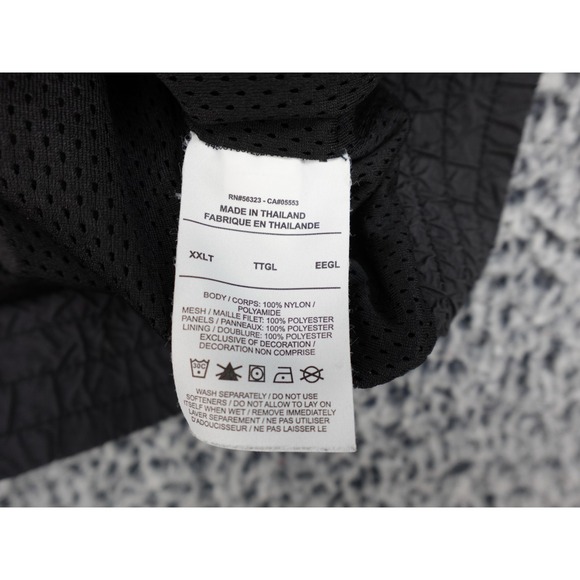 RN#56323 - CA#05553
MADE IN THAILAND
FABRIQUE EN THAILANDE
XXLT TTGL EEGL
BODY / CORPS: 100% NYLON /
POLYAMIDE
MESH / MAILLE FILET: 100% POLYESTER
PANELS / PANNEAUX: 100% POLYESTER
LINING / DOUBLURE: 100% POLYESTER
EXCLUSIVE OF DECORATION /
DECORATION NON COMPRISE
30C
WASH SEPARATELY / DO NOT USE
SOFTENERS / DO NOT ALLOW TO LAY ON
ITSELF WHEN WET / REMOVE IMMEDIATELY
LAVER SEPAREMENT / NE PAS UTILISER
D'ADOUCISSEUR / NE PAS LAISSER LE